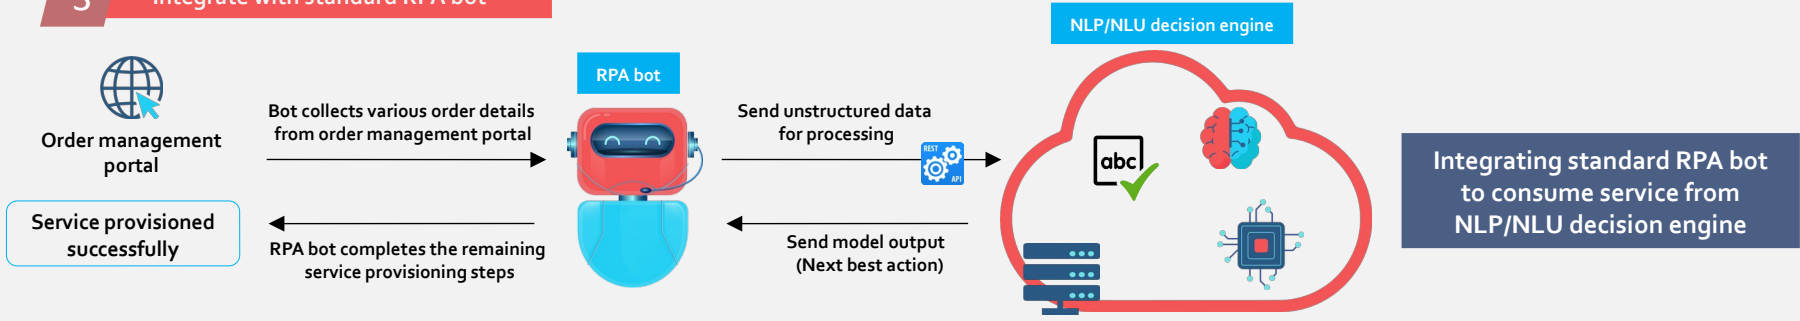 3
Integrate with standard RPA bot
NLP/NLU decision engine
RPA bot
Order management
portal
Bot collects various order details
from order management portal
Send unstructured data
for processing
REST
API
abc
Integrating standard RPA bot
to consume service from
NLP/NLU decision engine
Service provisioned
successfully
RPA bot completes the remaining
service provisioning steps
Send model output
(Next best action)